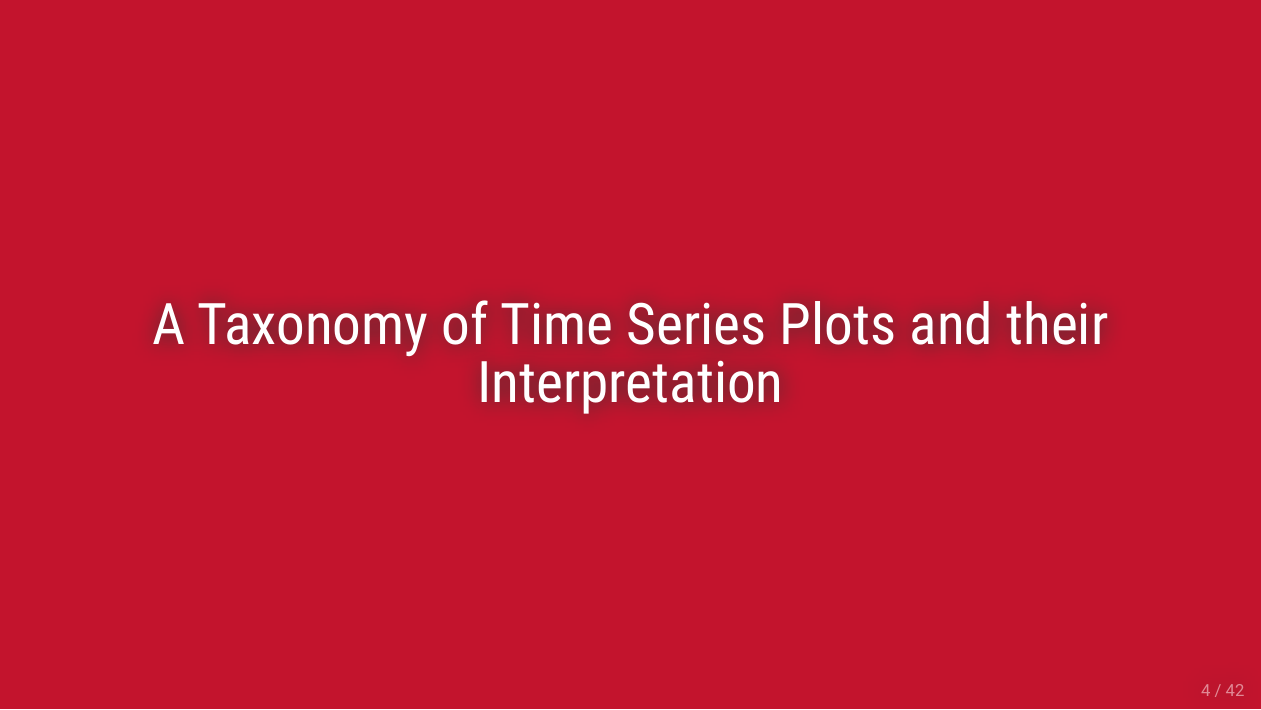 A Taxonomy of Time Series Plots and their
Interpretation
4 / 42